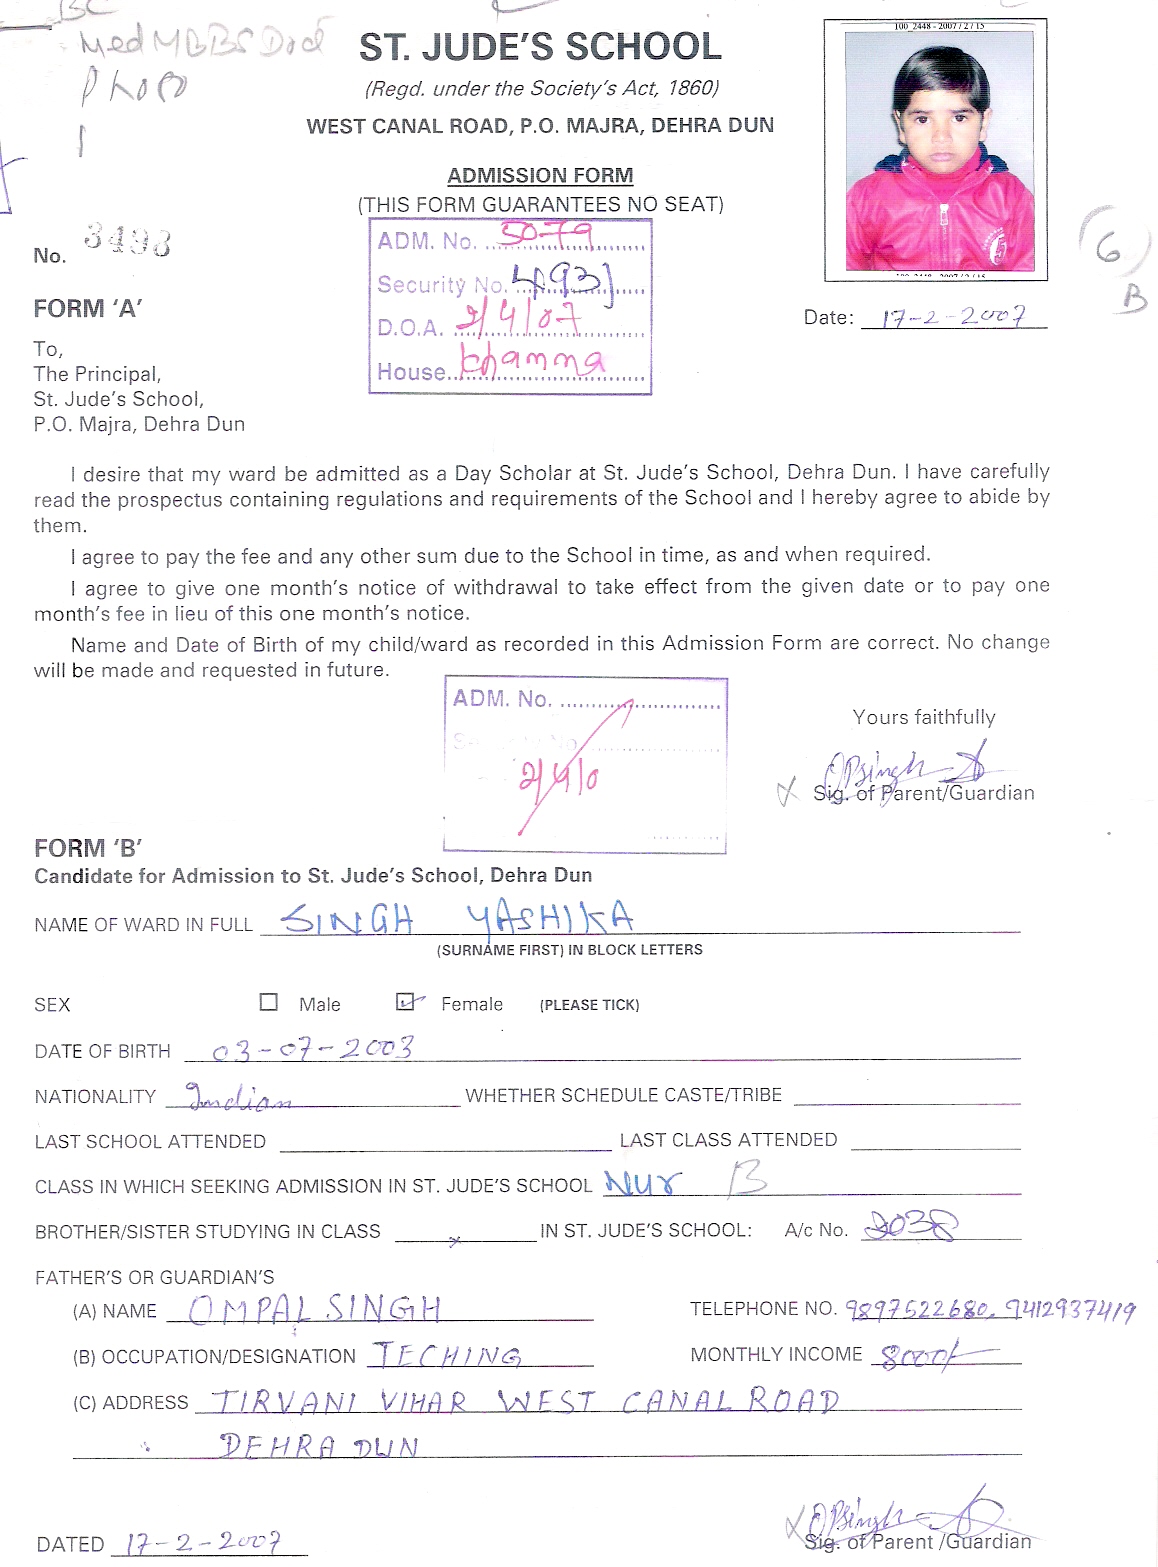 BC
Med MBBS Dod
Photo
ST. JUDE'S SCHOOL
(Regd. under the Society's Act, 1860)
WEST CANAL ROAD, P.O. MAJRA, DEHRA DUN
100_2448 - 2007 / 2 / 15
ADMISSION FORM
(THIS FORM GUARANTEES NO SEAT)
No. 3493
ADM. No. 5079
Security No. 4931
D.O.A. 2/4/07
House Khanna
6
B
FORM 'A'
Date: 17-2-2007
To,
The Principal,
St. Jude's School,
P.O. Majra, Dehra Dun
I desire that my ward be admitted as a Day Scholar at St. Jude's School, Dehra Dun. I have carefully
read the prospectus containing regulations and requirements of the School and I hereby agree to abide by
them.
I agree to pay the fee and any other sum due to the School in time, as and when required.
I agree to give one month's notice of withdrawal to take effect from the given date or to pay one
month's fee in lieu of this one month's notice.
Name and Date of Birth of my child/ward as recorded in this Admission Form are correct. No change
will be made and requested in future.
ADM. No.
Security No.
2/4/0
Yours faithfully
OPsingh
Sig. of Parent/Guardian
FORM 'B'
Candidate for Admission to St. Jude's School, Dehra Dun
NAME OF WARD IN FULL SINGH YASHIKA
(SURNAME FIRST) IN BLOCK LETTERS
SEX Male Female (PLEASE TICK)
DATE OF BIRTH 03-07-2003
NATIONALITY Indian WHETHER SCHEDULE CASTE/TRIBE
LAST SCHOOL ATTENDED LAST CLASS ATTENDED
CLASS IN WHICH SEEKING ADMISSION IN ST. JUDE'S SCHOOL Nur B
BROTHER/SISTER STUDYING IN CLASS x IN ST. JUDE'S SCHOOL: A/c No. 3038
FATHER'S OR GUARDIAN'S
(A) NAME OMPAL SINGH TELEPHONE NO. 9897522680, 9412937419
(B) OCCUPATION/DESIGNATION TECHING MONTHLY INCOME 8000/-
(C) ADDRESS TIRVANI VIHAR WEST CANAL ROAD
DEHRA DUN
DATED 17-2-2007
OPsingh
Sig. of Parent /Guardian